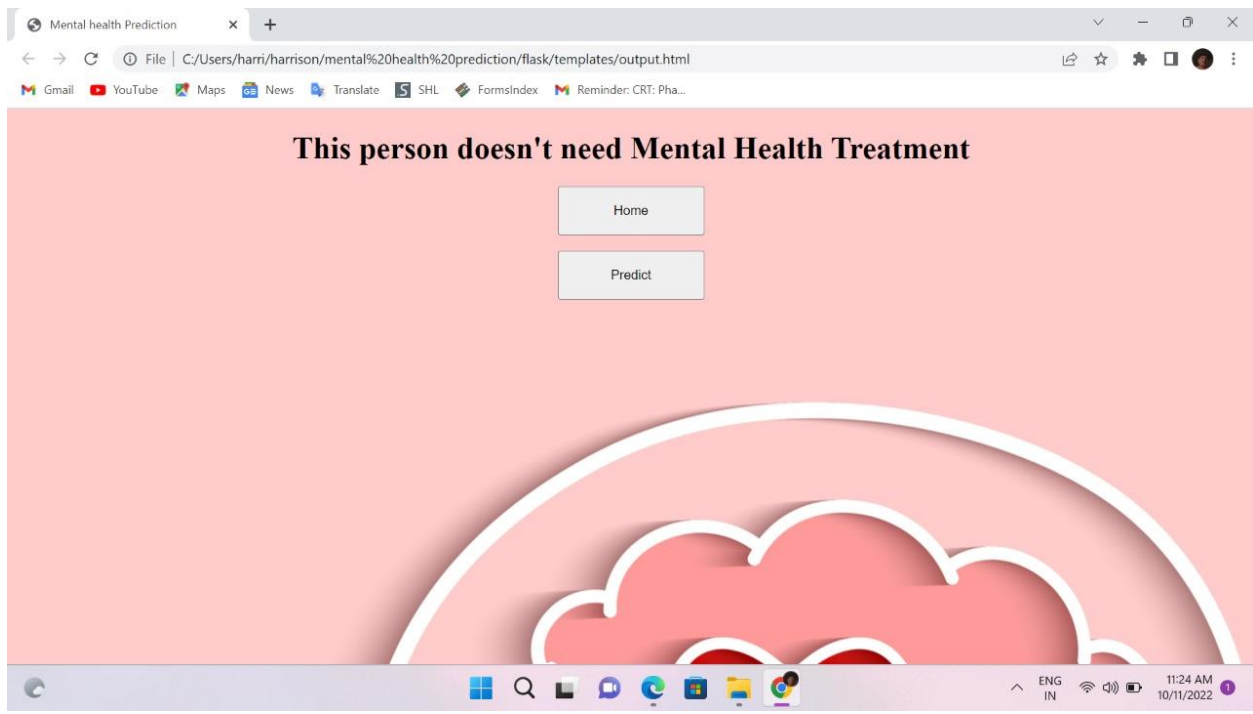 Mental health Prediction
File | C:/Users/harri/harrison/mental%20health%20prediction/flask/templates/output.html
Gmail YouTube Maps News Translate SHL FormsIndex Reminder: CRT: Pha...
This person doesn't need Mental Health Treatment
Home
Predict
ENG 11:24 AM
IN 10/11/2022 1